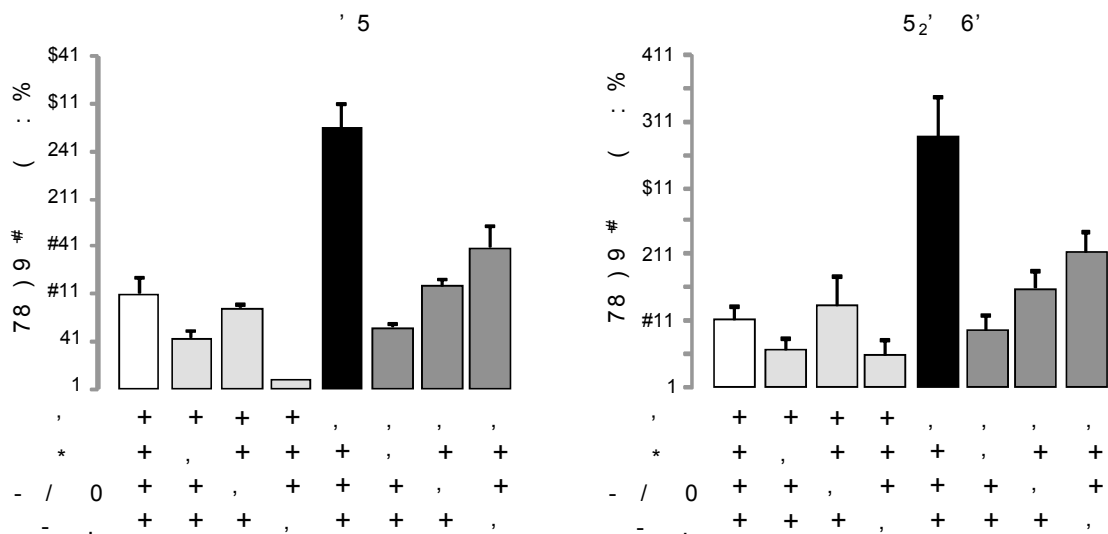 ’ 5
78 ) 9 # ( : %
$41
$11
241
211
#41
#11
41
1
, + + + + , , , ,
* + , + + + , + +
- / 0 + + , + + + , +
- . + + + , + + + ,
5₂’ 6’
78 ) 9 # ( : %
411
311
$11
211
#11
1
, + + + + , , , ,
* + , + + + , + +
- / 0 + + , + + + , +
- . + + + , + + + ,